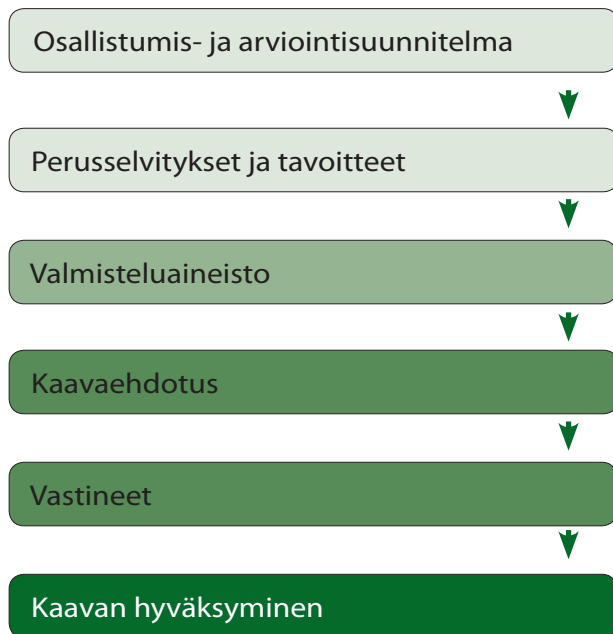 Osallistumis- ja arviointisuunnitelma
Perusselvitykset ja tavoitteet
Valmisteluaineisto
Kaavaehdotus
Vastineet
Kaavan hyväksyminen